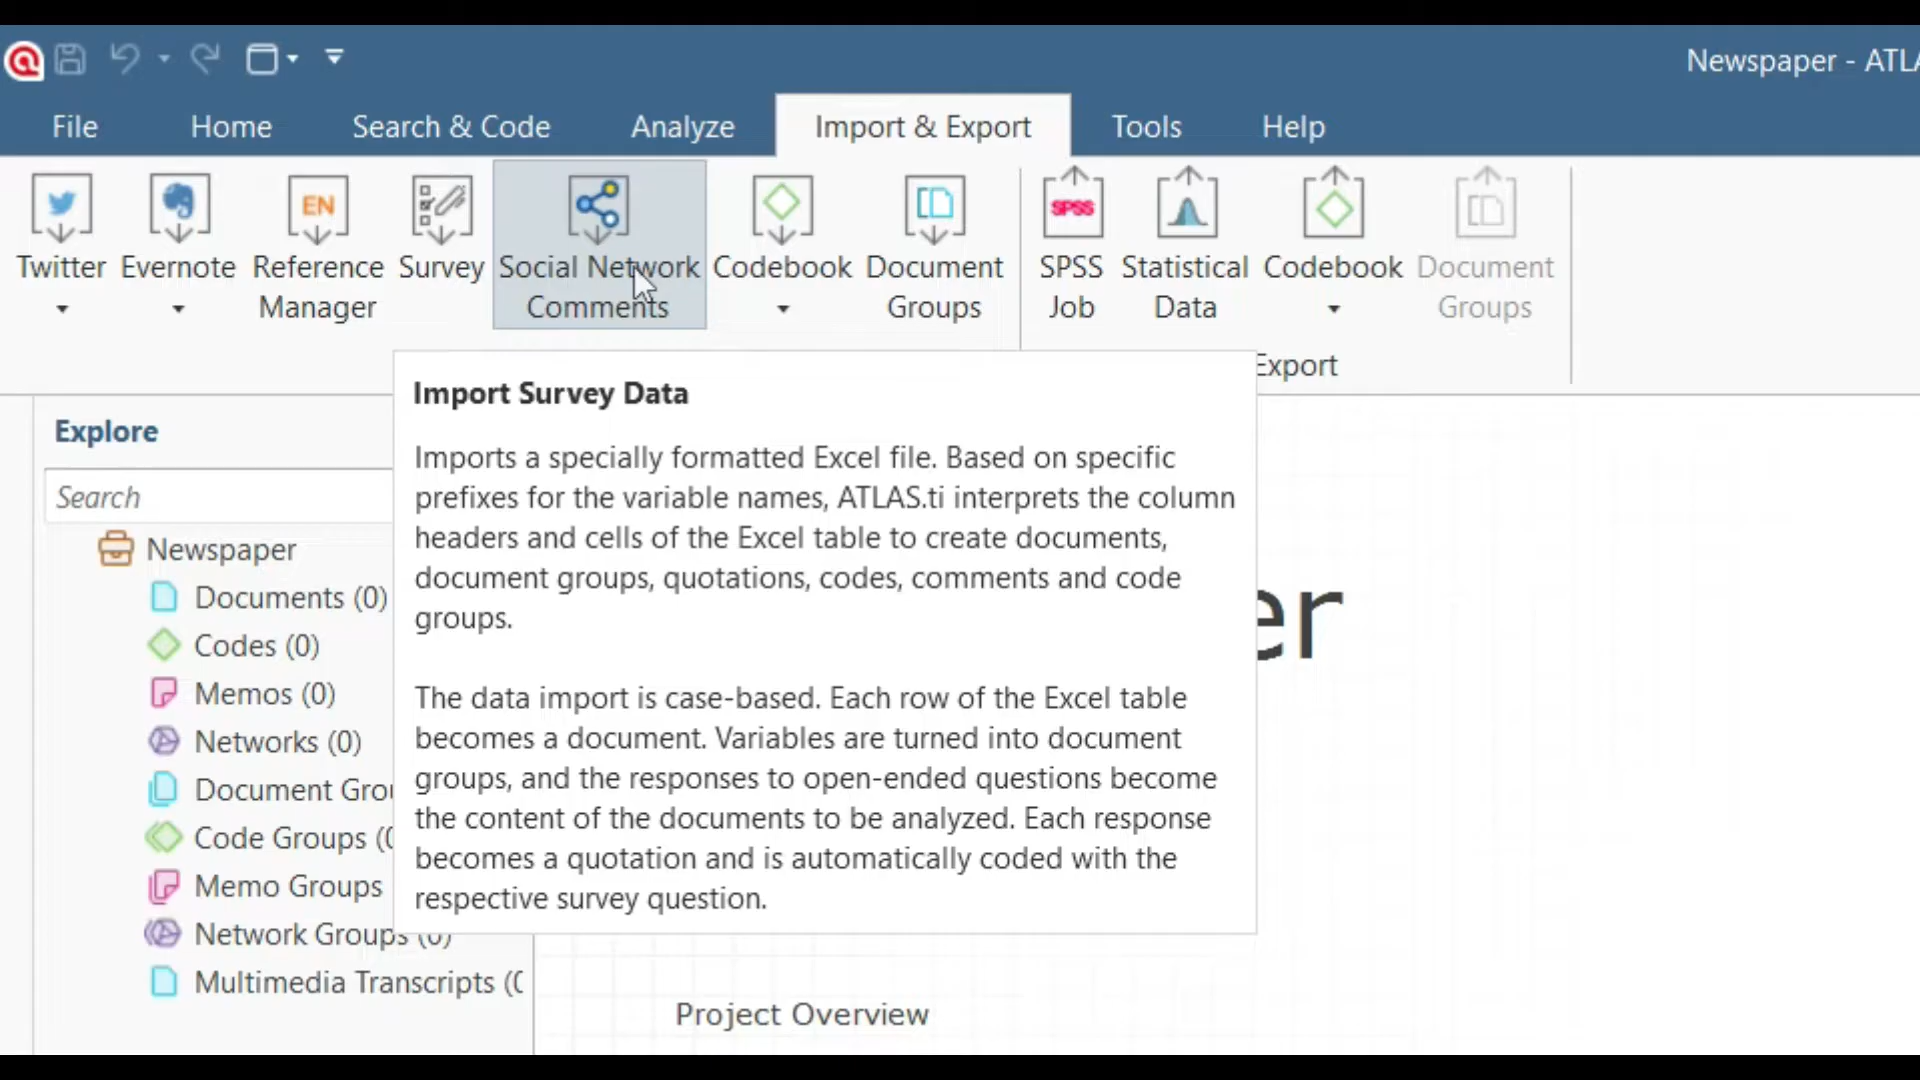 Newspaper - ATLA
File Home Search & Code Analyze Import & Export Tools Help
Twitter Evernote Reference Manager Survey Social Network Comments Codebook Document Groups SPSS Job Statistical Data Codebook Document Groups
Export
Explore
Search
Newspaper
Documents (0)
Codes (0)
Memos (0)
Networks (0)
Document Grou
Code Groups (0
Memo Groups
Network Groups (0)
Multimedia Transcripts (0
Import Survey Data
Imports a specially formatted Excel file. Based on specific
prefixes for the variable names, ATLAS.ti interprets the column
headers and cells of the Excel table to create documents,
document groups, quotations, codes, comments and code
groups.
The data import is case-based. Each row of the Excel table
becomes a document. Variables are turned into document
groups, and the responses to open-ended questions become
the content of the documents to be analyzed. Each response
becomes a quotation and is automatically coded with the
respective survey question.
er
Project Overview